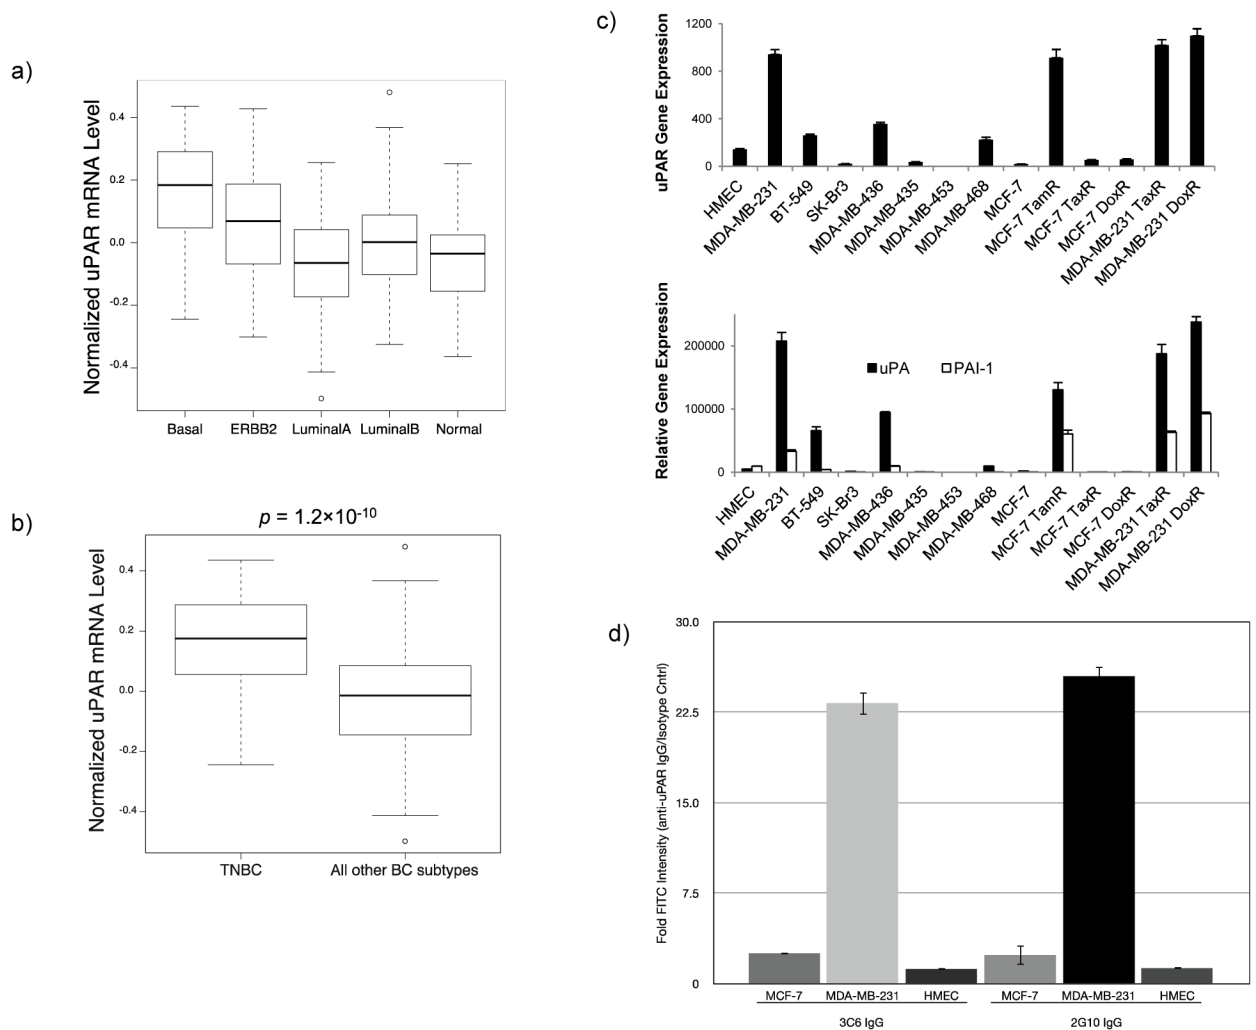 a)
Normalized uPAR mRNA Level
0.4
0.2
0.0
-0.2
-0.4
Basal ERBB2 LuminalA LuminalB Normal
b)
p = 1.2×10-10
Normalized uPAR mRNA Level
0.4
0.2
0.0
-0.2
-0.4
TNBC All other BC subtypes
c)
uPAR Gene Expression
1200
800
400
0
HMEC
MDA-MB-231
BT-549
SK-Br3
MDA-MB-436
MDA-MB-435
MDA-MB-453
MDA-MB-468
MCF-7
MCF-7 TamR
MCF-7 TaxR
MCF-7 DoxR
MDA-MB-231 TaxR
MDA-MB-231 DoxR
Relative Gene Expression
200000
100000
0
uPA PAI-1
HMEC
MDA-MB-231
BT-549
SK-Br3
MDA-MB-436
MDA-MB-435
MDA-MB-453
MDA-MB-468
MCF-7
MCF-7 TamR
MCF-7 TaxR
MCF-7 DoxR
MDA-MB-231 TaxR
MDA-MB-231 DoxR
d)
Fold FITC Intensity (anti-uPAR IgG/Isotype Cntrl)
30.0
22.5
15.0
7.5
0
MCF-7 MDA-MB-231 HMEC MCF-7 MDA-MB-231 HMEC
3C6 IgG 2G10 IgG